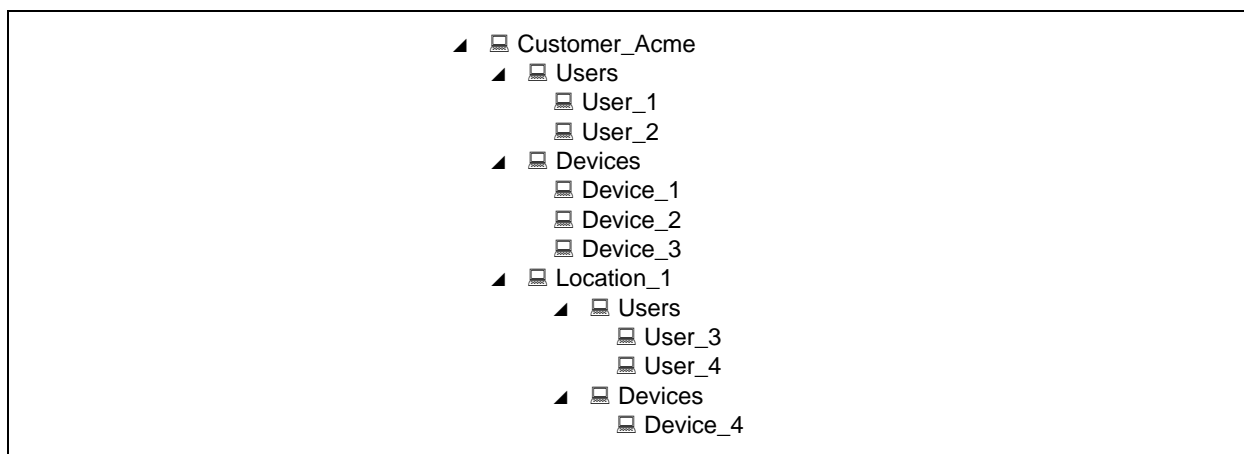 Customer_Acme
Users
User_1
User_2
Devices
Device_1
Device_2
Device_3
Location_1
Users
User_3
User_4
Devices
Device_4